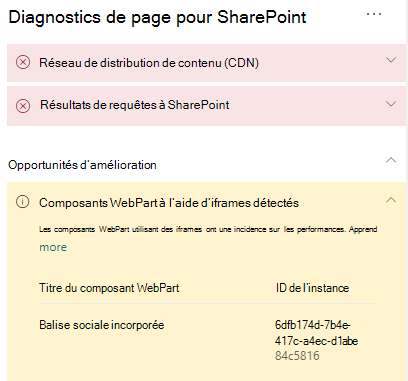 Diagnostics de page pour SharePoint
Réseau de distribution de contenu (CDN)
Résultats de requêtes à SharePoint
Opportunités d'amélioration
Composants WebPart à l'aide d'iframes détectés
Les composants WebPart utilisant des iframes ont une incidence sur les performances. Apprend
more
Titre du composant WebPart ID de l'instance
Balise sociale incorporée 6dfb174d-7b4e-
417c-a4ec-d1abe
84c5816